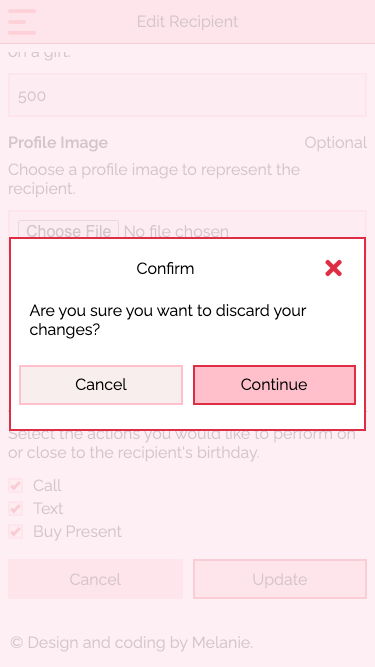 Edit Recipient
on a gift.
500
Profile Image Optional
Choose a profile image to represent the
recipient.
Choose File No file chosen
Confirm
Are you sure you want to discard your
changes?
Cancel Continue
Select the actions you would like to perform on
or close to the recipient's birthday.
Call
Text
Buy Present
Cancel Update
© Design and coding by Melanie.